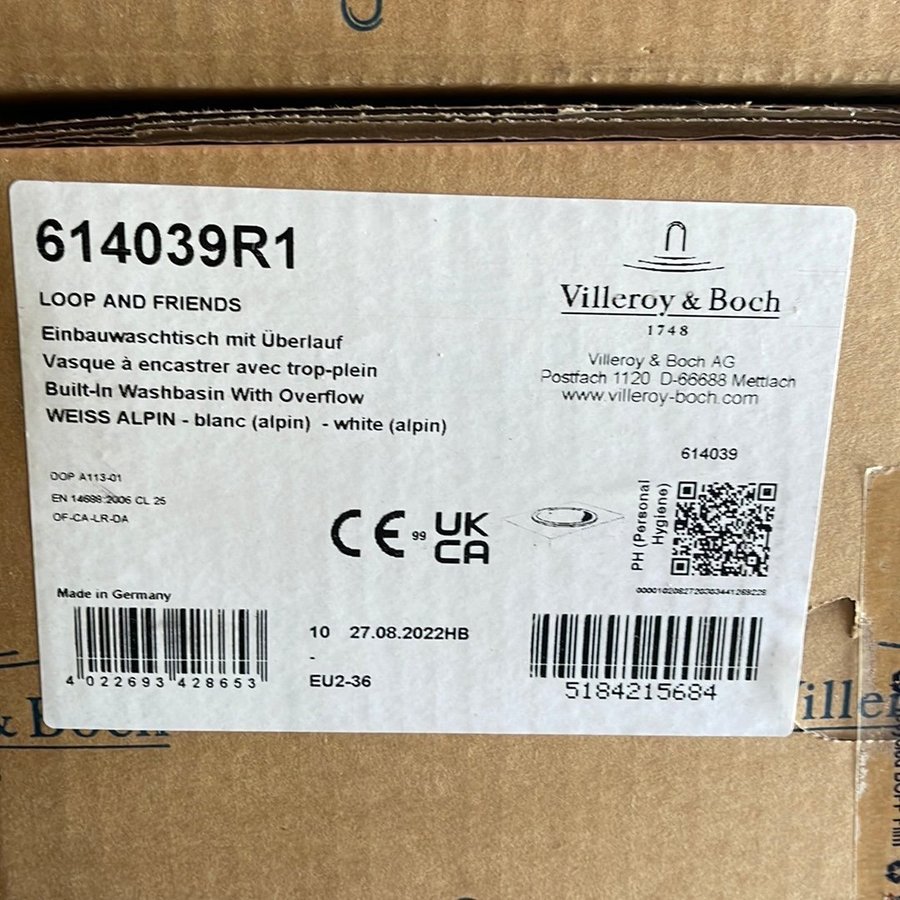 614039R1
LOOP AND FRIENDS
Einbauwaschtisch mit Überlauf
Vasque à encastrer avec trop-plein
Built-In Washbasin With Overflow
WEISS ALPIN - blanc (alpin) - white (alpin)
Villeroy & Boch
1748
Villeroy & Boch AG
Postfach 1120 D-66688 Mettlach
www.villeroy-boch.com
614039
DOP A113-01
EN 14688:2006 CL 25
OF-CA-LR-DA
CE 99 UK
CA
PH (Personal
Hygiene)
Made in Germany
4 022693 428653
10 27.08.2022HB
-
EU2-36
5184215684
& Boch
Viller